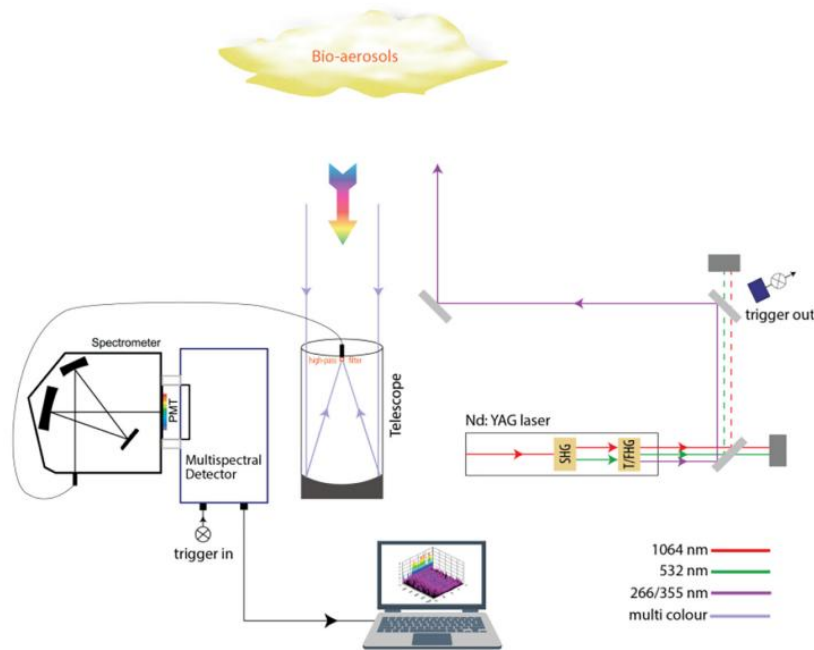 Bio-aerosols
trigger out
Spectrometer
high-pass filter
Telescope
PMT
Multispectral
Detector
Nd: YAG laser
SHG
T/FHG
trigger in
1064 nm
532 nm
266/355 nm
multi colour